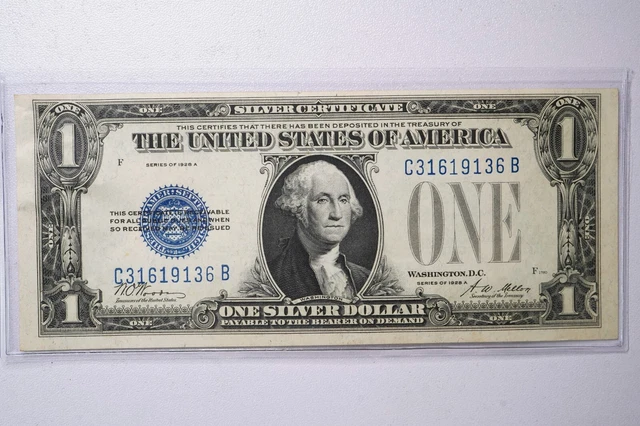 ONE SILVER CERTIFICATE ONE
ONE ONE
THIS CERTIFIES THAT THERE HAS BEEN DEPOSITED IN THE TREASURY OF
1 THE UNITED STATES OF AMERICA 1
F SERIES OF 1928 A
C31619136 B
ONE
THIS CERTIFICATE IS RECEIVABLE
FOR ALL PUBLIC DUES AND WHEN
SO RECEIVED MAY BE REISSUED
WASHINGTON, D.C.
C31619136 B
F
SERIES OF 1928 A
Treasurer of the United States
Secretary of the Treasury
WASHINGTON
1 ONE SILVER DOLLAR 1
ONE PAYABLE TO THE BEARER ON DEMAND ONE